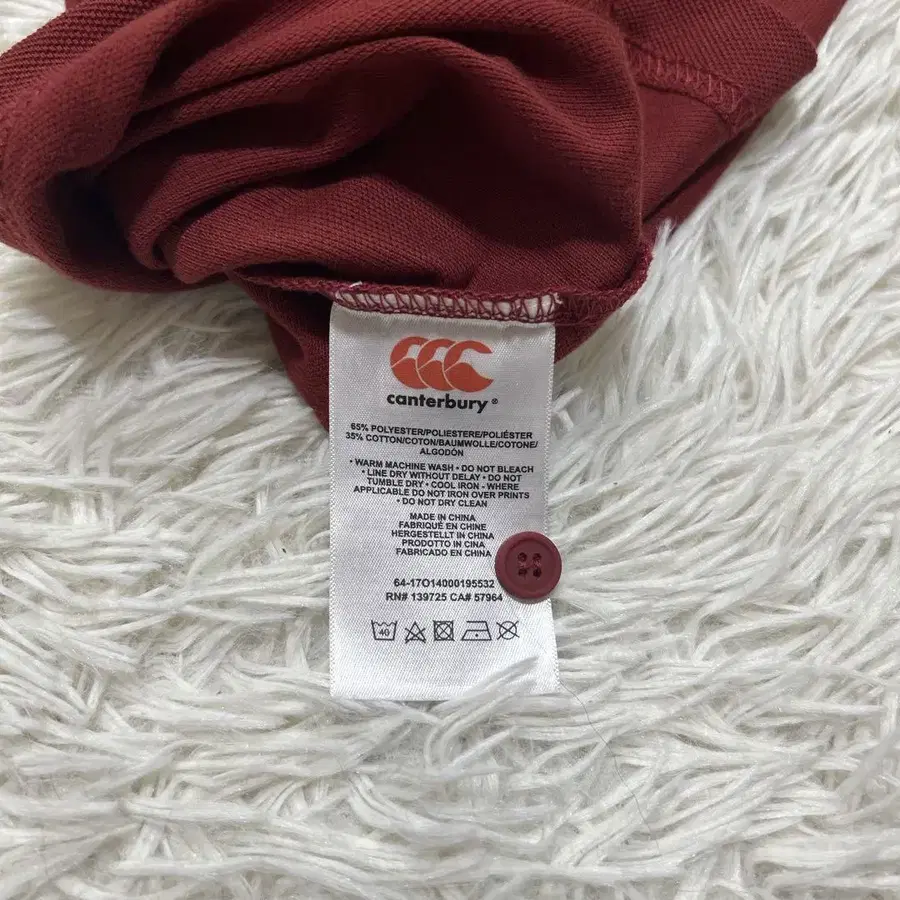 canterbury®
65% POLYESTER/POLIESTERE/POLIÉSTER
35% COTTON/COTON/BAUMWOLLE/COTONE/
ALGODÓN
• WARM MACHINE WASH • DO NOT BLEACH
• LINE DRY WITHOUT DELAY • DO NOT
TUMBLE DRY • COOL IRON - WHERE
APPLICABLE DO NOT IRON OVER PRINTS
• DO NOT DRY CLEAN
MADE IN CHINA
FABRIQUÉ EN CHINE
HERGESTELLT IN CHINA
PRODOTTO IN CINA
FABRICADO EN CHINA
64-17O14000195532
RN# 139725 CA# 57964
40